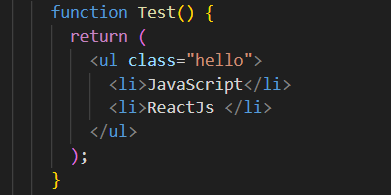 function Test() {
return (
<ul class="hello">
<li>JavaScript</li>
<li>ReactJs </li>
</ul>
);
}